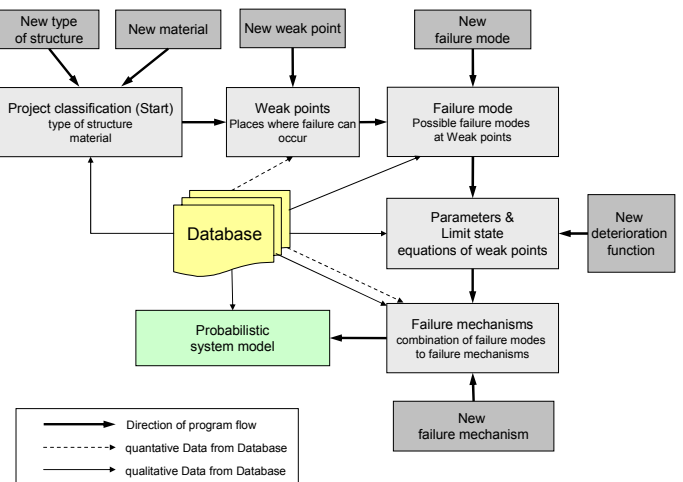 New type
of structure
New material
New weak point
New
failure mode
Project classification (Start)
type of structure
material
Weak points
Places where failure can
occur
Failure mode
Possible failure modes
at Weak points
Database
Parameters &
Limit state
equations of weak points
New
deterioration
function
Probabilistic
system model
Failure mechanisms
combination of failure modes
to failure mechanisms
New
failure mechanism
Direction of program flow
quantative Data from Database
qualitative Data from Database